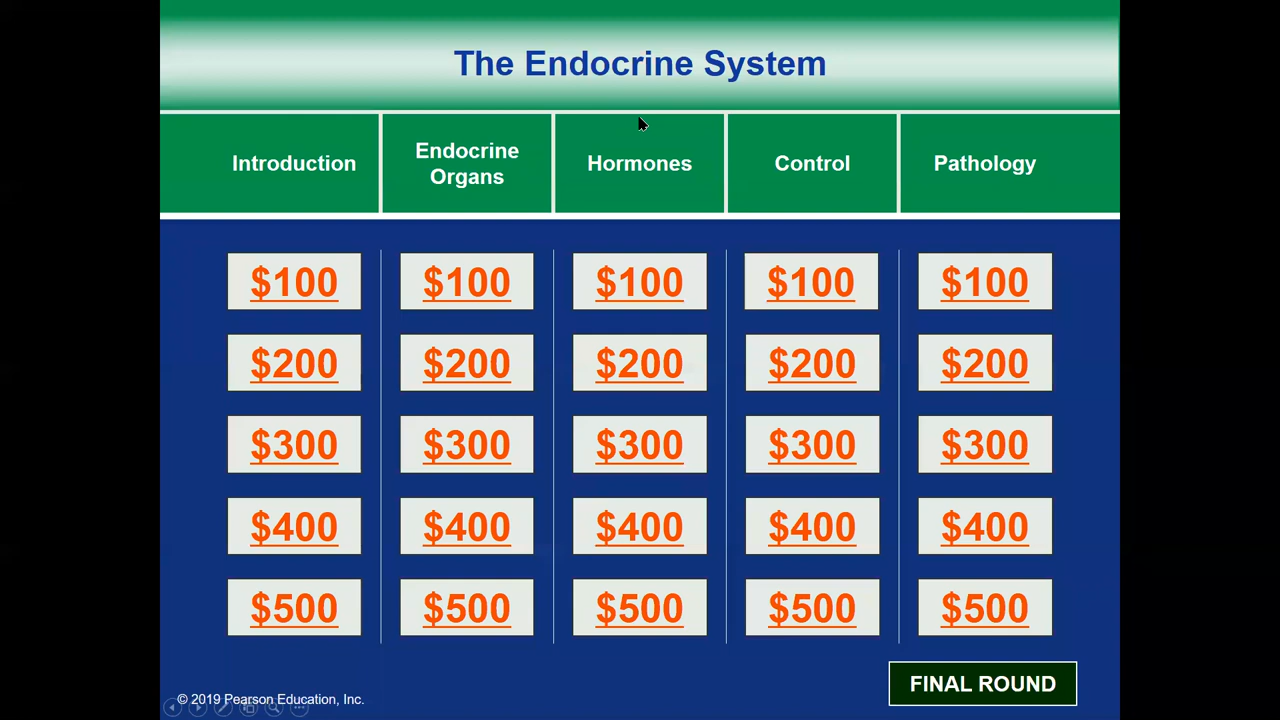 The Endocrine System
Introduction
Endocrine
Organs
Hormones
Control
Pathology
$100 $100 $100 $100 $100
$200 $200 $200 $200 $200
$300 $300 $300 $300 $300
$400 $400 $400 $400 $400
$500 $500 $500 $500 $500
FINAL ROUND
© 2019 Pearson Education, Inc.